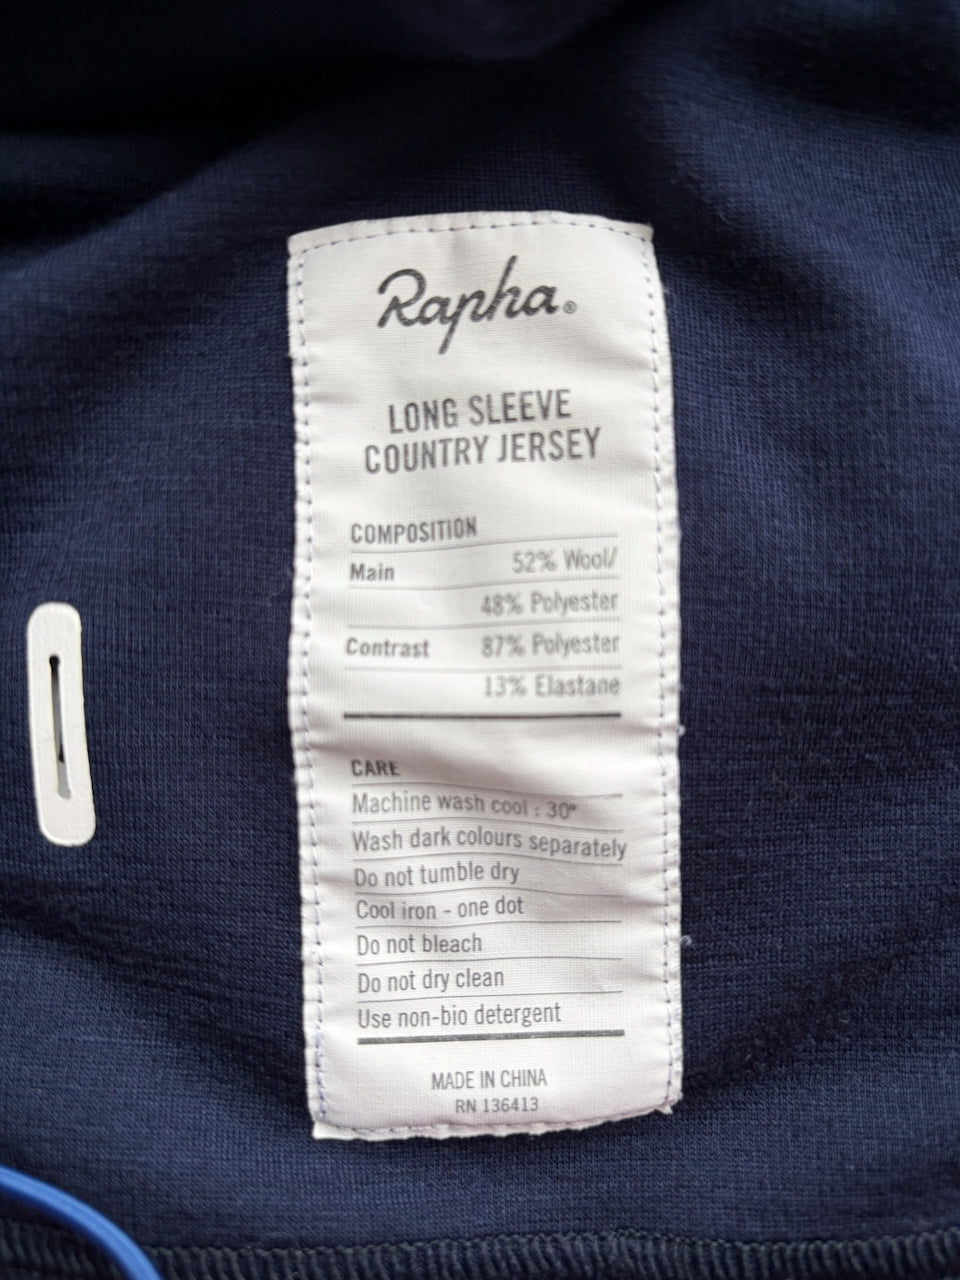 Rapha®
LONG SLEEVE
COUNTRY JERSEY
COMPOSITION
Main 52% Wool/
48% Polyester
Contrast 87% Polyester
13% Elastane
CARE
Machine wash cool : 30°
Wash dark colours separately
Do not tumble dry
Cool iron - one dot
Do not bleach
Do not dry clean
Use non-bio detergent
MADE IN CHINA
RN 136413